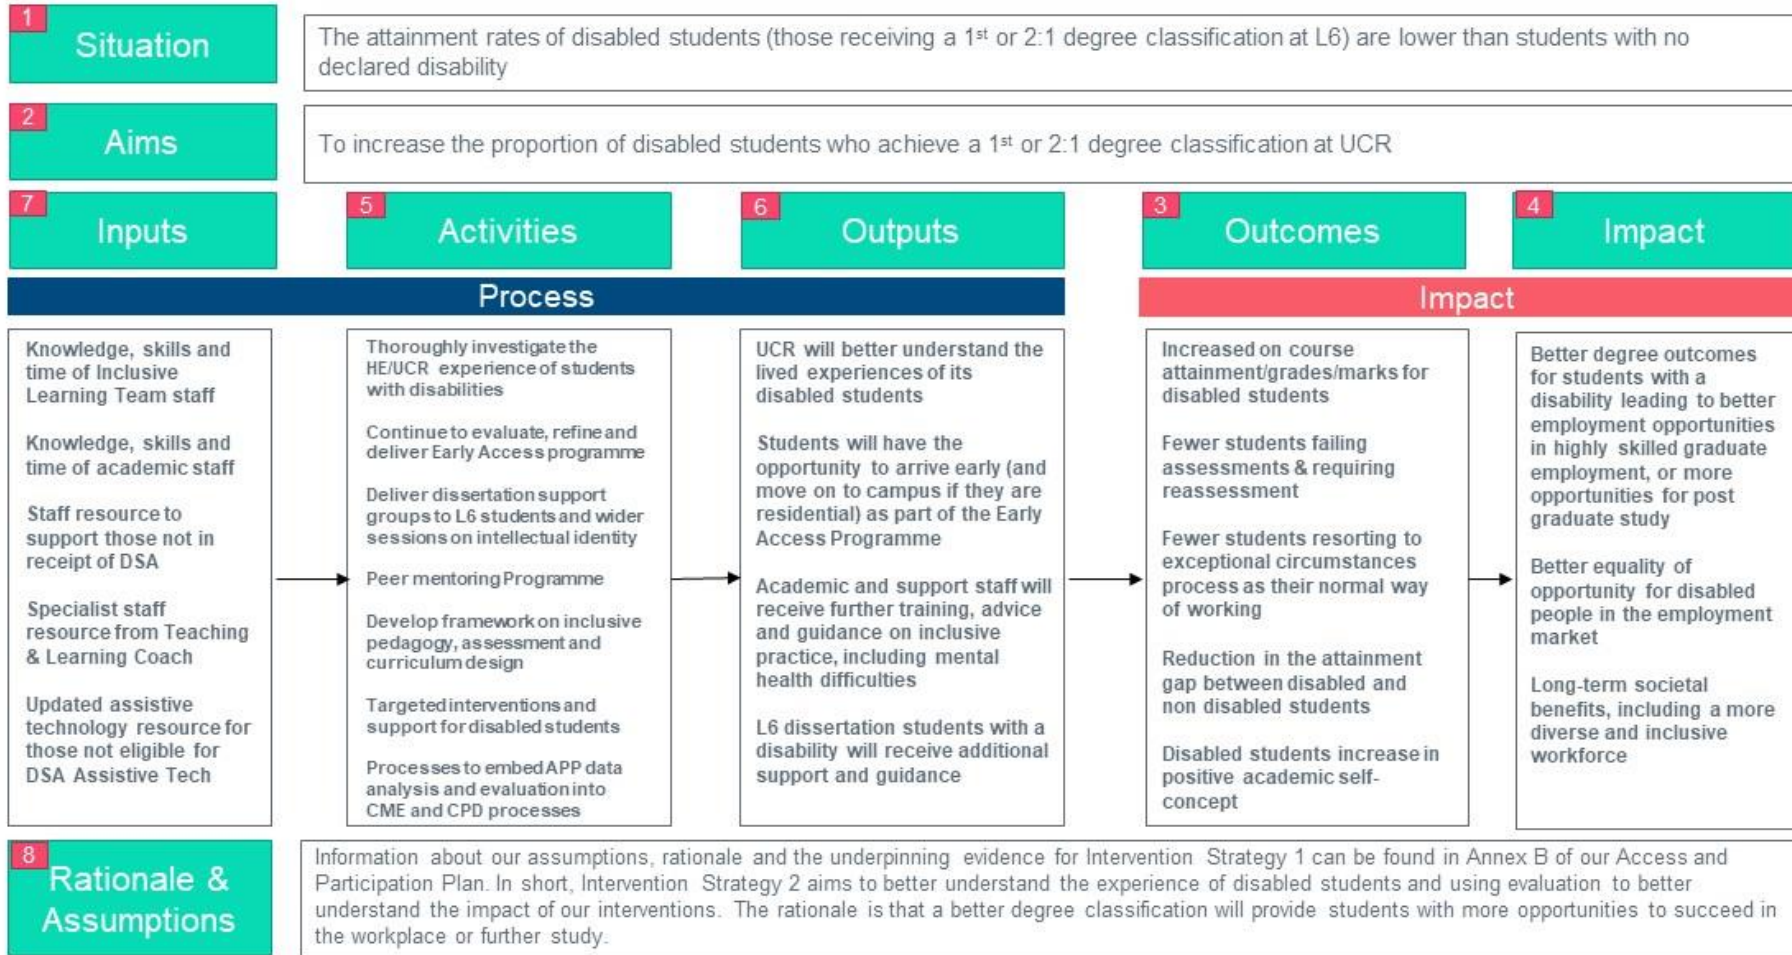 1
Situation
The attainment rates of disabled students (those receiving a 1st or 2:1 degree classification at L6) are lower than students with no
declared disability
2
Aims
To increase the proportion of disabled students who achieve a 1st or 2:1 degree classification at UCR
7
Inputs
5
Activities
6
Outputs
3
Outcomes
4
Impact
Process
Impact
Knowledge, skills and
time of Inclusive
Learning Team staff
Knowledge, skills and
time of academic staff
Staff resource to
support those not in
receipt of DSA
Specialist staff
resource from Teaching
& Learning Coach
Updated assistive
technology resource for
those not eligible for
DSA Assistive Tech
Thoroughly investigate the
HE/UCR experience of students
with disabilities
Continue to evaluate, refine and
deliver Early Access programme
Deliver dissertation support
groups to L6 students and wider
sessions on intellectual identity
Peer mentoring Programme
Develop framework on inclusive
pedagogy, assessment and
curriculum design
Targeted interventions and
support for disabled students
Processes to embed APP data
analysis and evaluation into
CME and CPD processes
UCR will better understand the
lived experiences of its
disabled students
Students will have the
opportunity to arrive early (and
move on to campus if they are
residential) as part of the Early
Access Programme
Academic and support staff will
receive further training, advice
and guidance on inclusive
practice, including mental
health difficulties
L6 dissertation students with a
disability will receive additional
support and guidance
Increased on course
attainment/grades/marks for
disabled students
Fewer students failing
assessments & requiring
reassessment
Fewer students resorting to
exceptional circumstances
process as their normal way
of working
Reduction in the attainment
gap between disabled and
non disabled students
Disabled students increase in
positive academic self-
concept
Better degree outcomes
for students with a
disability leading to better
employment opportunities
in highly skilled graduate
employment, or more
opportunities for post
graduate study
Better equality of
opportunity for disabled
people in the employment
market
Long-term societal
benefits, including a more
diverse and inclusive
workforce
8
Rationale &
Assumptions
Information about our assumptions, rationale and the underpinning evidence for Intervention Strategy 1 can be found in Annex B of our Access and
Participation Plan. In short, Intervention Strategy 2 aims to better understand the experience of disabled students and using evaluation to better
understand the impact of our interventions. The rationale is that a better degree classification will provide students with more opportunities to succeed in
the workplace or further study.